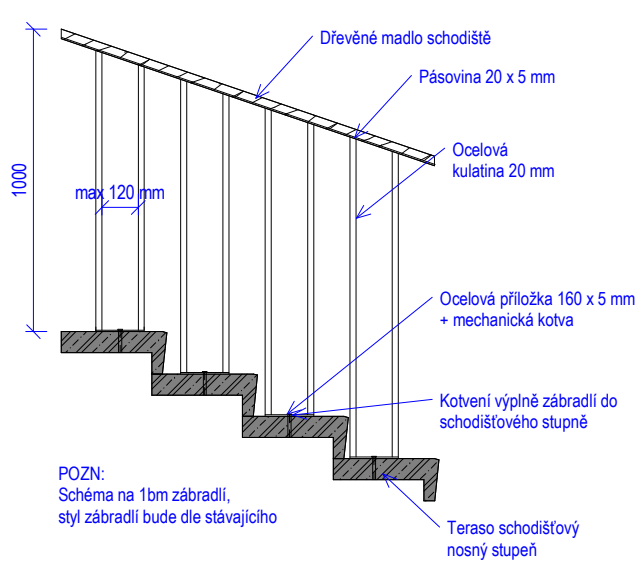 Dřevěné madlo schodiště
Pásovina 20 x 5 mm
Ocelová
kulatina 20 mm
1000
max 120 mm
Ocelová příložka 160 x 5 mm
+ mechanická kotva
Kotvení výplně zábradlí do
schodišťového stupně
POZN:
Schéma na 1bm zábradlí,
styl zábradlí bude dle stávajícího
Teraso schodišťový
nosný stupeň